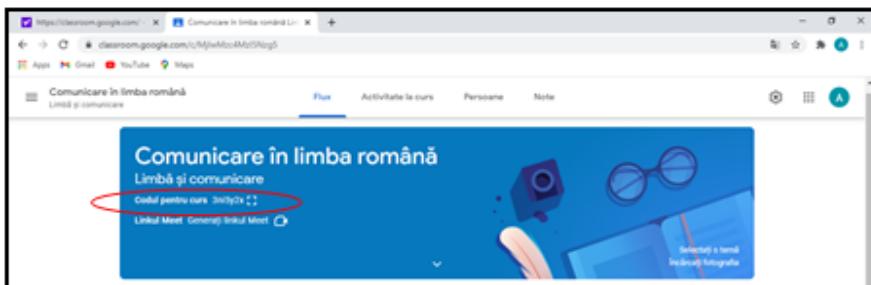 https://classroom.google.com/
Comunicare în limba română Li
classroom.google.com/c/
Apps Gmail YouTube Maps
Comunicare în limba română
Limbă și comunicare
Flux Activitate la curs Persoane Note
A
Comunicare în limba română
Limbă și comunicare
Codul pentru curs 3nl3y2x
Linkul Meet Generați linkul Meet
Selectați o temă
Încărcați fotografia